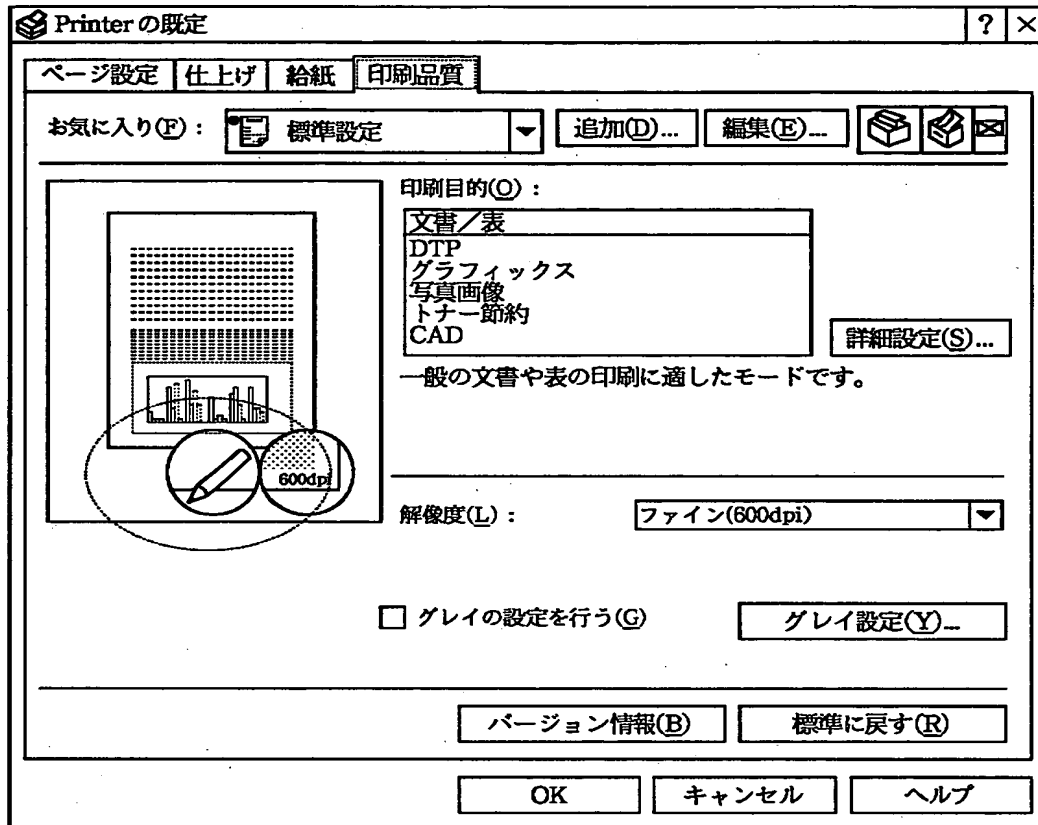 Printerの既定 ? ×
ページ設定 仕上げ 給紙 印刷品質
お気に入り(F): 標準設定 追加(D)... 編集(E)...
印刷目的(O):
文書／表
DTP
グラフィックス
写真画像
トナー節約
CAD
詳細設定(S)...
一般の文書や表の印刷に適したモードです。
600dpi
解像度(L): ファイン(600dpi)
グレイの設定を行う(G) グレイ設定(Y)...
バージョン情報(B) 標準に戻す(R)
OK キャンセル ヘルプ